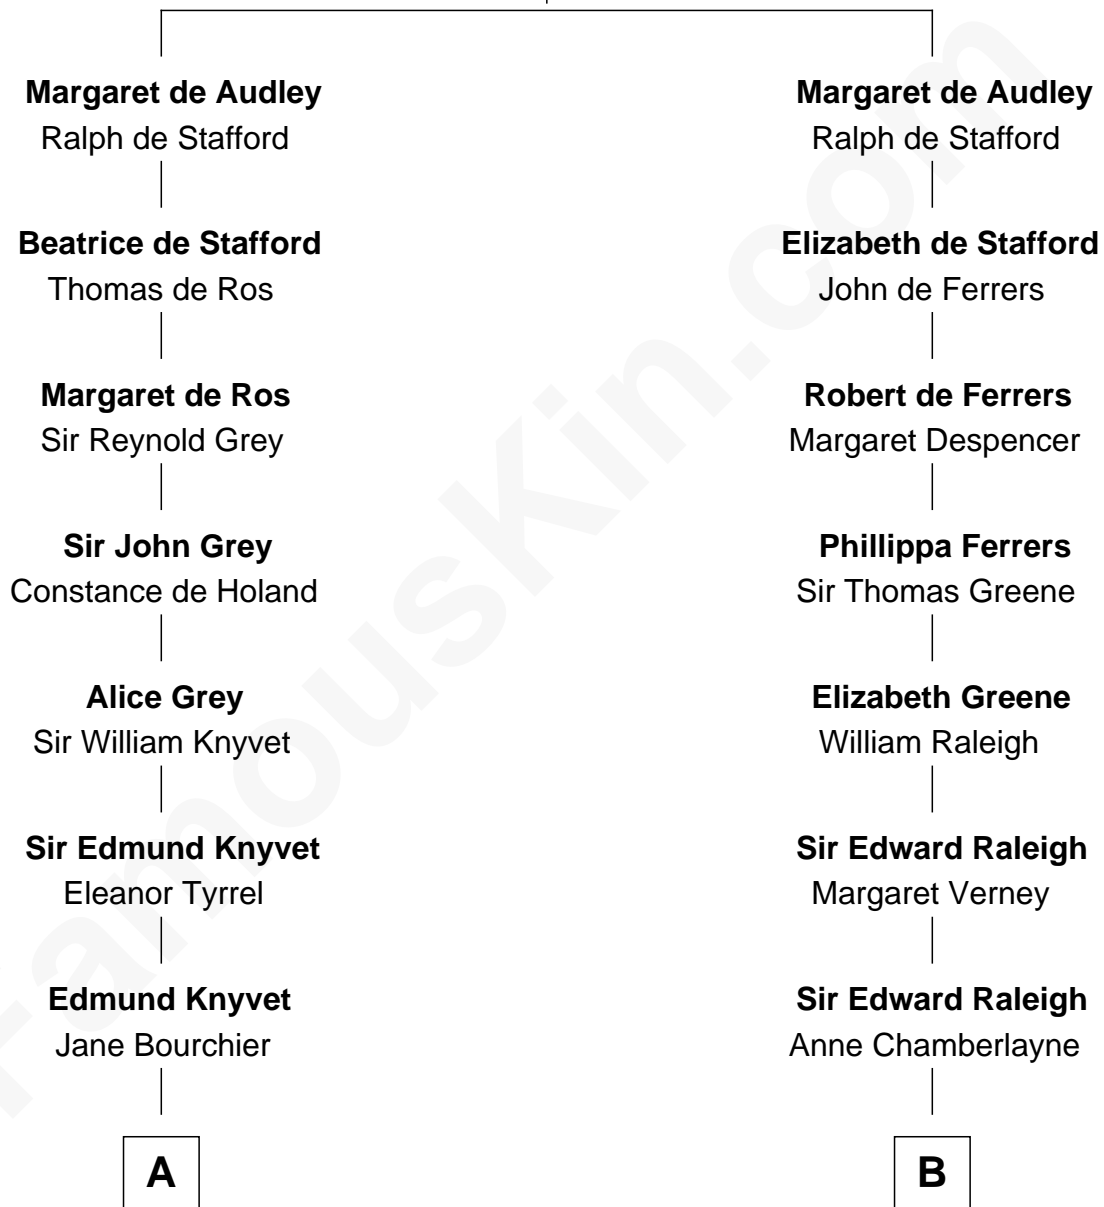 Margaret de Audley
Ralph de Stafford
Beatrice de Stafford
Thomas de Ros
Margaret de Ros
Sir Reynold Grey
Sir John Grey
Constance de Holand
Alice Grey
Sir William Knyvet
Sir Edmund Knyvet
Eleanor Tyrrel
Edmund Knyvet
Jane Bourchier
A
Margaret de Audley
Ralph de Stafford
Elizabeth de Stafford
John de Ferrers
Robert de Ferrers
Margaret Despencer
Phillippa Ferrers
Sir Thomas Greene
Elizabeth Greene
William Raleigh
Sir Edward Raleigh
Margaret Verney
Sir Edward Raleigh
Anne Chamberlayne
B
FamousKin.com